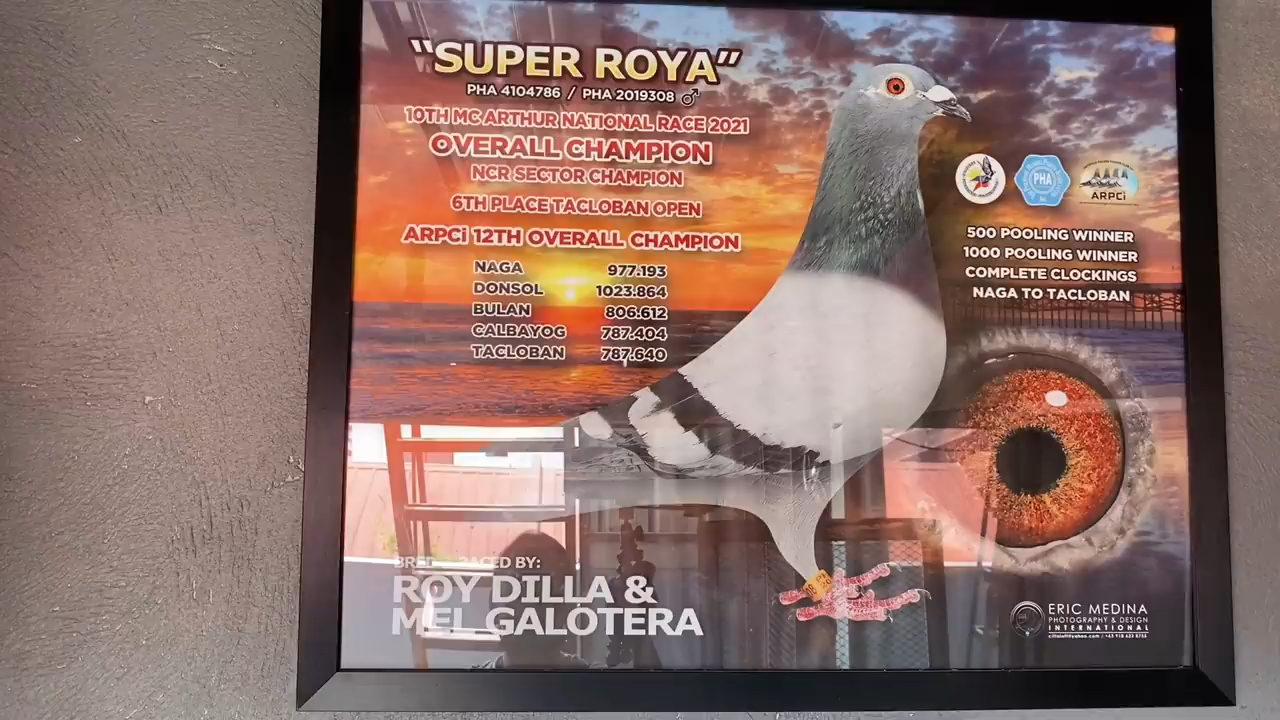 "SUPER ROYA"
PHA 4104786 / PHA 2019308 ♂
10TH MC ARTHUR NATIONAL RACE 2021
OVERALL CHAMPION
NCR SECTOR CHAMPION
6TH PLACE TACLOBAN OPEN
ARPCi 12TH OVERALL CHAMPION
NAGA 977.193
DONSOL 1023.864
BULAN 806.612
CALBAYOG 787.404
TACLOBAN 787.640
PHA
ARPCi
500 POOLING WINNER
1000 POOLING WINNER
COMPLETE CLOCKINGS
NAGA TO TACLOBAN
BY:
ROY DILLA &
MEL GALOTERA
ERIC MEDINA
PHOTOGRAPHY & DESIGN
INTERNATIONAL